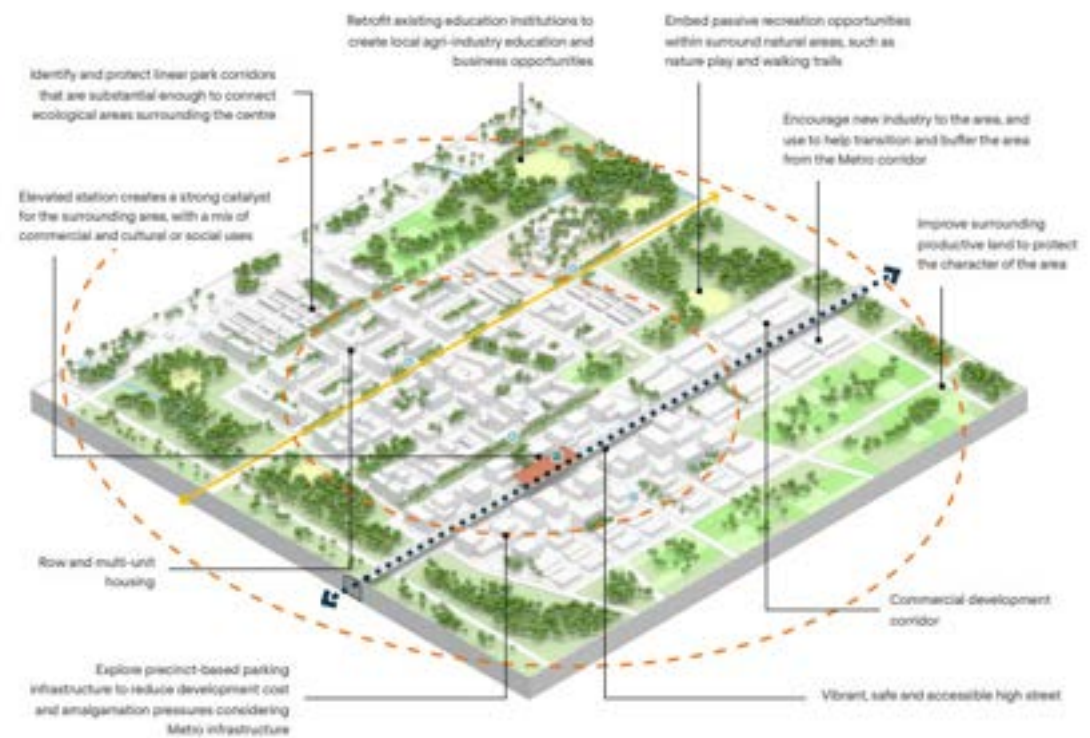 Retrofit existing education institutions to
create local agri-industry education and
business opportunities
Embed passive recreation opportunities
within surround natural areas, such as
nature play and walking trails
Identify and protect linear park corridors
that are substantial enough to connect
ecological areas surrounding the centre
Encourage new industry to the area, and
use to help transition and buffer the area
from the Metro corridor
Elevated station creates a strong catalyst
for the surrounding area, with a mix of
commercial and cultural or social uses
Improve surrounding
productive land to protect
the character of the area
Row and multi-unit
housing
Commercial development
corridor
Explore precinct-based parking
infrastructure to reduce development cost
and amalgamation pressures considering
Metro infrastructure
Vibrant, safe and accessible high street